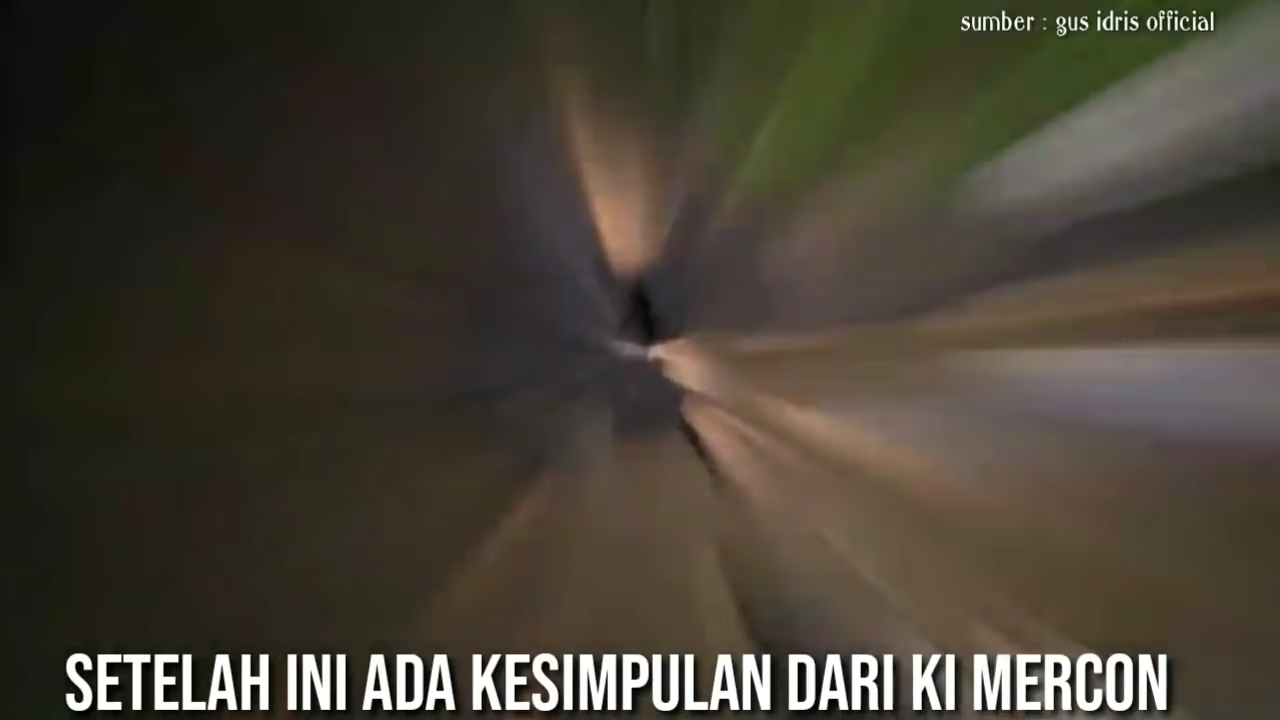 sumber : gus idris official
SETELAH INI ADA KESIMPULAN DARI KI MERCON